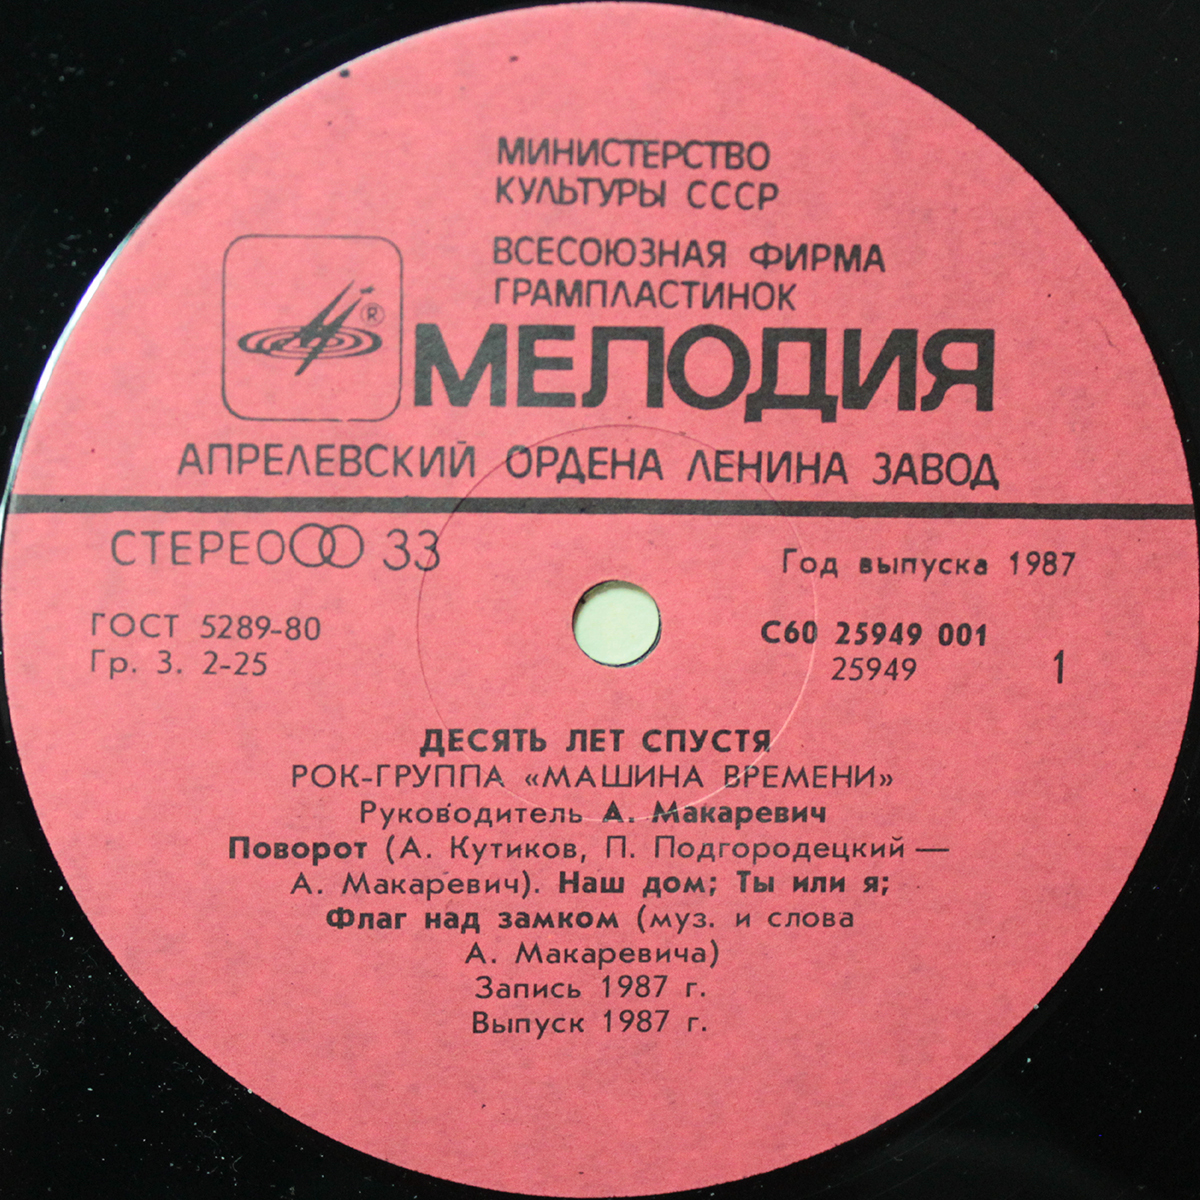 МИНИСТЕРСТВО
КУЛЬТУРЫ СССР
ВСЕСОЮЗНАЯ ФИРМА
ГРАМПЛАСТИНОК
®
МЕЛОДИЯ
АПРЕЛЕВСКИЙ ОРДЕНА ЛЕНИНА ЗАВОД
СТЕРЕО 33
Год выпуска 1987
ГОСТ 5289-80
Гр. 3. 2-25
С60 25949 001
25949
1
ДЕСЯТЬ ЛЕТ СПУСТЯ
РОК-ГРУППА «МАШИНА ВРЕМЕНИ»
Руководитель А. Макаревич
Поворот (А. Кутиков, П. Подгородецкий —
А. Макаревич). Наш дом; Ты или я;
Флаг над замком (муз. и слова
А. Макаревича)
Запись 1987 г.
Выпуск 1987 г.